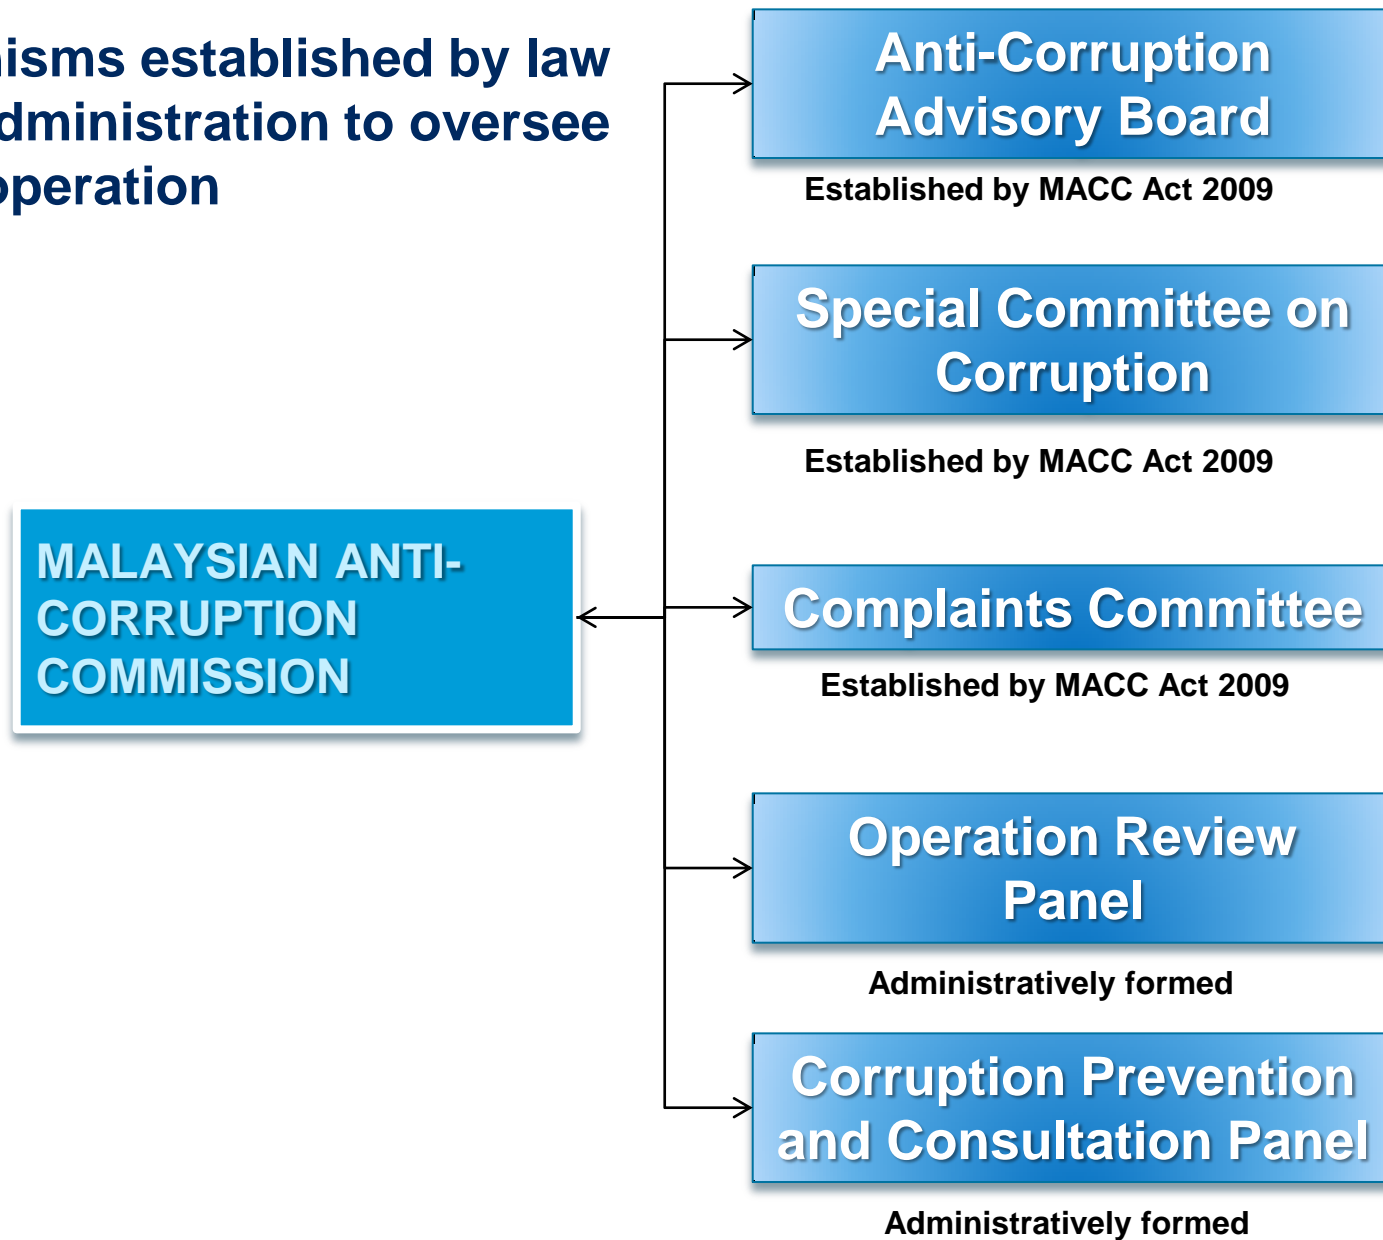 isms established by law
dministration to oversee
operation
Anti-Corruption
Advisory Board
Established by MACC Act 2009
Special Committee on
Corruption
Established by MACC Act 2009
MALAYSIAN ANTI-
CORRUPTION
COMMISSION
Complaints Committee
Established by MACC Act 2009
Operation Review
Panel
Administratively formed
Corruption Prevention
and Consultation Panel
Administratively formed